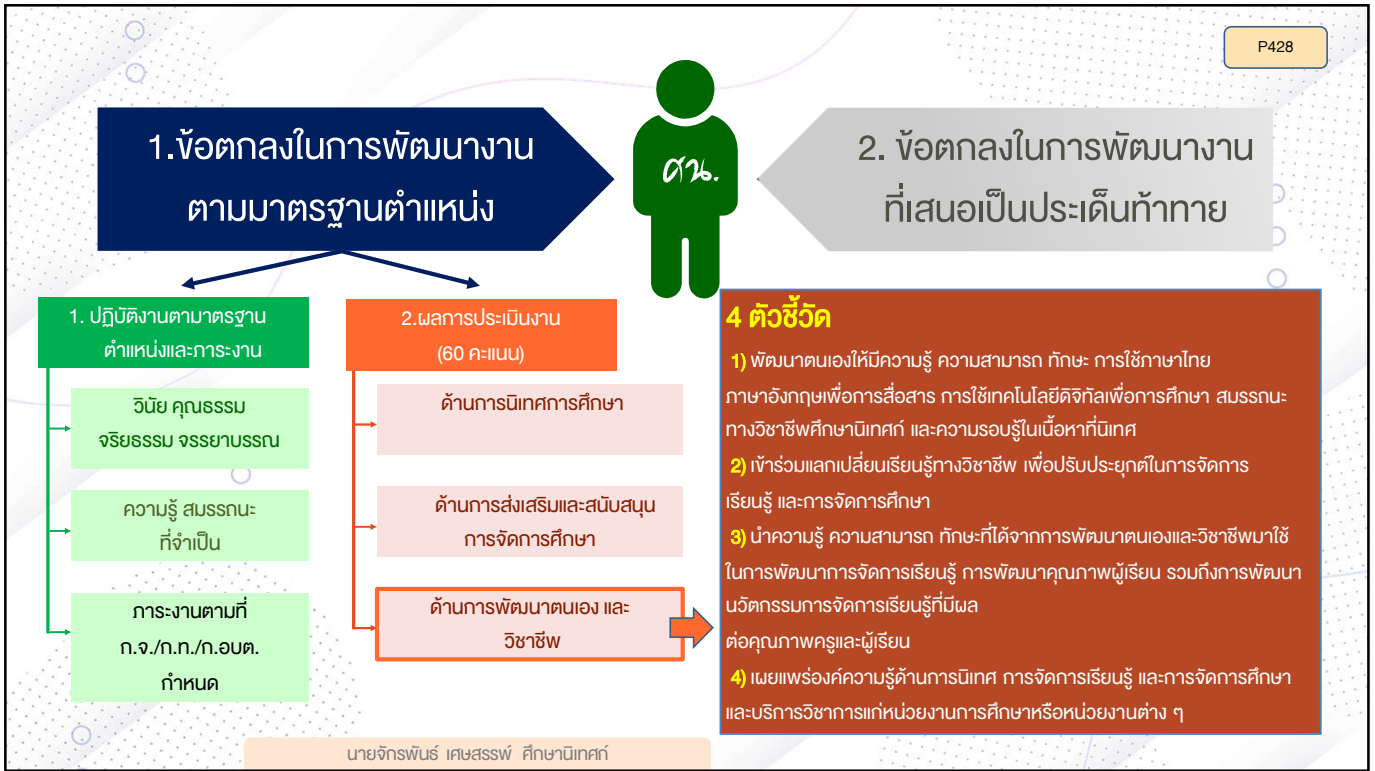 P428
1.ข้อตกลงในการพัฒนางาน
ตามมาตรฐานตำแหน่ง
ศน.
2. ข้อตกลงในการพัฒนางาน
ที่เสนอเป็นประเด็นท้าทาย
1. ปฏิบัติงานตามาตรฐาน
ตำแหน่งและภาระงาน
วินัย คุณธรรม
จริยธรรม จรรยาบรรณ
ความรู้ สมรรถนะ
ที่จำเป็น
ภาระงานตามที่
ก.จ./ก.ท./ก.อบต.
กำหนด
2.ผลการประเมินงาน
(60 คะแนน)
ด้านการนิเทศการศึกษา
ด้านการส่งเสริมและสนับสนุน
การจัดการศึกษา
ด้านการพัฒนาตนเอง และ
วิชาชีพ
4 ตัวชี้วัด
1) พัฒนาตนเองให้มีความรู้ ความสามารถ ทักษะ การใช้ภาษาไทย
ภาษาอังกฤษเพื่อการสื่อสาร การใช้เทคโนโลยีดิจิทัลเพื่อการศึกษา สมรรถนะ
ทางวิชาชีพศึกษานิเทศก์ และความรอบรู้ในเนื้อหาที่นิเทศ
2) เข้าร่วมแลกเปลี่ยนเรียนรู้ทางวิชาชีพ เพื่อปรับประยุกต์ในการจัดการ
เรียนรู้ และการจัดการศึกษา
3) นำความรู้ ความสามารถ ทักษะที่ได้จากการพัฒนาตนเองและวิชาชีพมาใช้
ในการพัฒนาการจัดการเรียนรู้ การพัฒนาคุณภาพผู้เรียน รวมถึงการพัฒนา
นวัตกรรมการจัดการเรียนรู้ที่มีผล
ต่อคุณภาพครูและผู้เรียน
4) เผยแพร่องค์ความรู้ด้านการนิเทศ การจัดการเรียนรู้ และการจัดการศึกษา
และบริการวิชาการแก่หน่วยงานการศึกษาหรือหน่วยงานต่าง ๆ
นายจักรพันธ์ เศษสรรพ์ ศึกษานิเทศก์